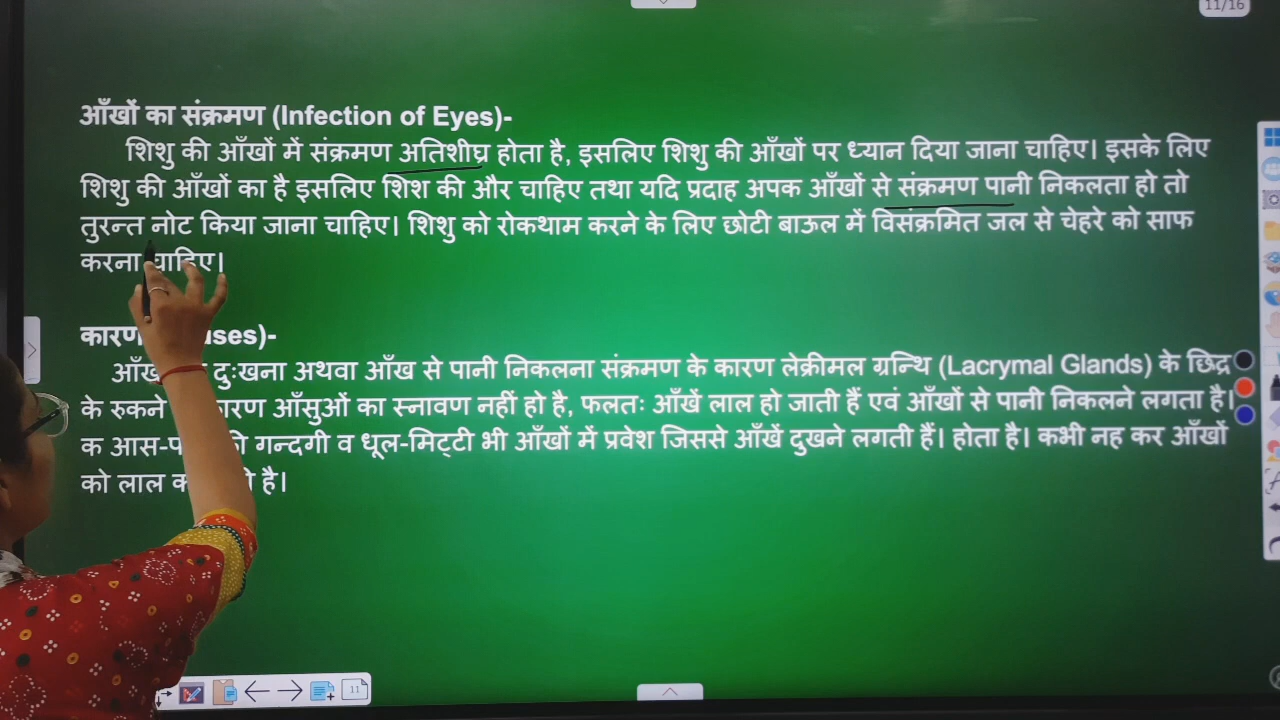 11/16
आँखों का संक्रमण (Infection of Eyes)-
शिशु की आँखों में संक्रमण अतिशीघ्र होता है, इसलिए शिशु की आँखों पर ध्यान दिया जाना चाहिए। इसके लिए
शिशु की आँखों का है इसलिए शिश की और चाहिए तथा यदि प्रदाह अपक आँखों से संक्रमण पानी निकलता हो तो
तुरन्त नोट किया जाना चाहिए। शिशु को रोकथाम करने के लिए छोटी बाऊल में विसंक्रमित जल से चेहरे को साफ
करना चाहिए।
कारण
दुःखना अथवा आँख से पानी निकलना संक्रमण के कारण लेक्रीमल ग्रन्थि (Lacrymal Glands) के छिद्र
के रुकने आँसुओं का स्नावण नहीं हो है, फलतः आँखें लाल हो जाती हैं एवं आँखों से पानी निकलने लगता है।
क आस- गन्दगी व धूल-मिट्टी भी आँखों में प्रवेश जिससे आँखें दुखने लगती हैं। होता है। कभी नह कर आँखों
को लाल है।
11